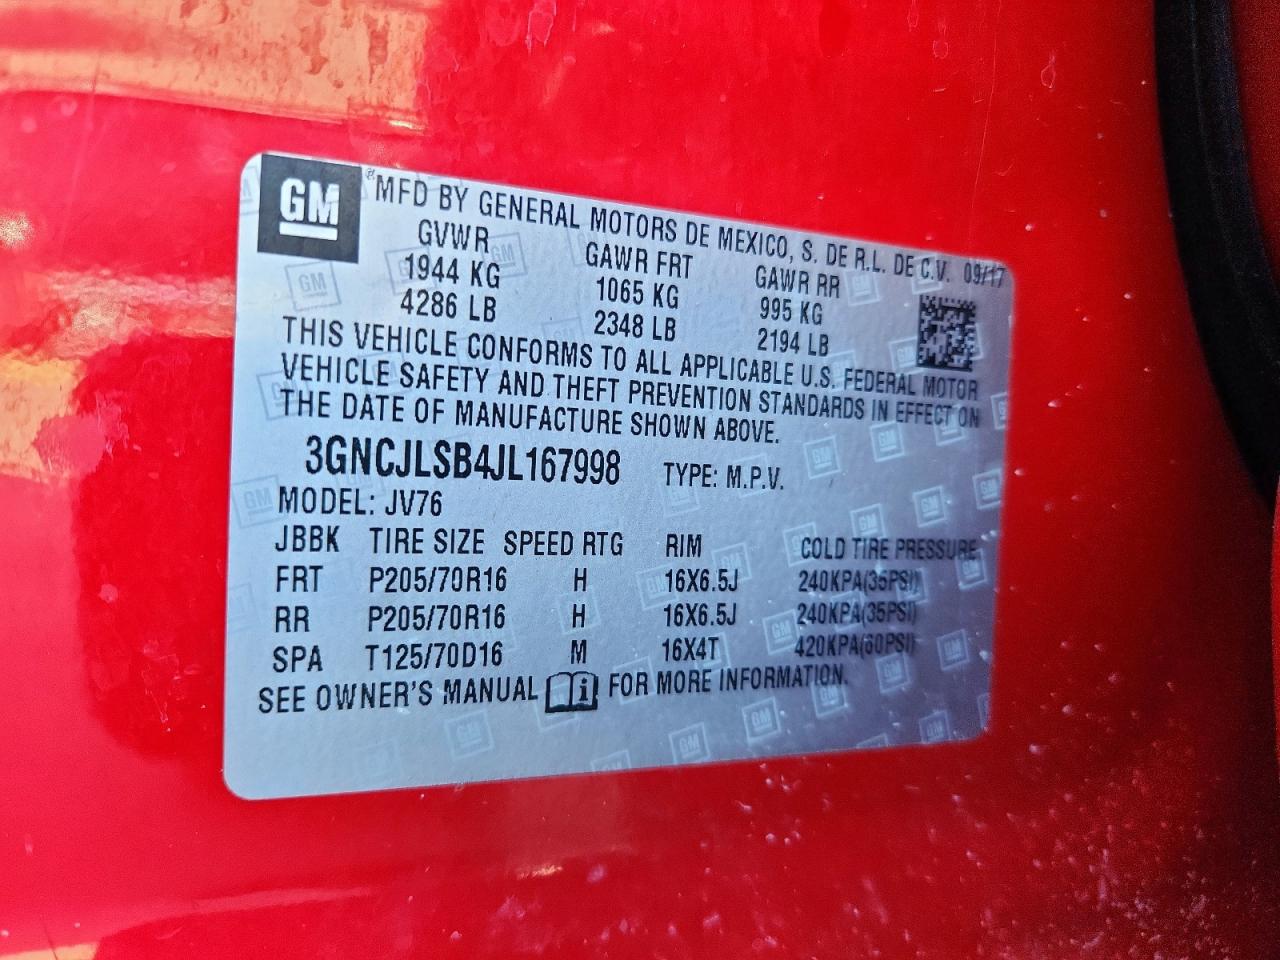 GM ® MFD BY GENERAL MOTORS DE MEXICO, S. DE R.L. DE C.V. 09/17
GVWR GAWR FRT GAWR RR
1944 KG 1065 KG 995 KG
4286 LB 2348 LB 2194 LB
THIS VEHICLE CONFORMS TO ALL APPLICABLE U.S. FEDERAL MOTOR
VEHICLE SAFETY AND THEFT PREVENTION STANDARDS IN EFFECT ON
THE DATE OF MANUFACTURE SHOWN ABOVE.
3GNCJLSB4JL167998 TYPE: M.P.V.
MODEL: JV76
JBBK TIRE SIZE SPEED RTG RIM COLD TIRE PRESSURE
FRT P205/70R16 H 16X6.5J 240KPA(35PSI)
RR P205/70R16 H 16X6.5J 240KPA(35PSI)
SPA T125/70D16 M 16X4T 420KPA(60PSI)
SEE OWNER'S MANUAL i FOR MORE INFORMATION.